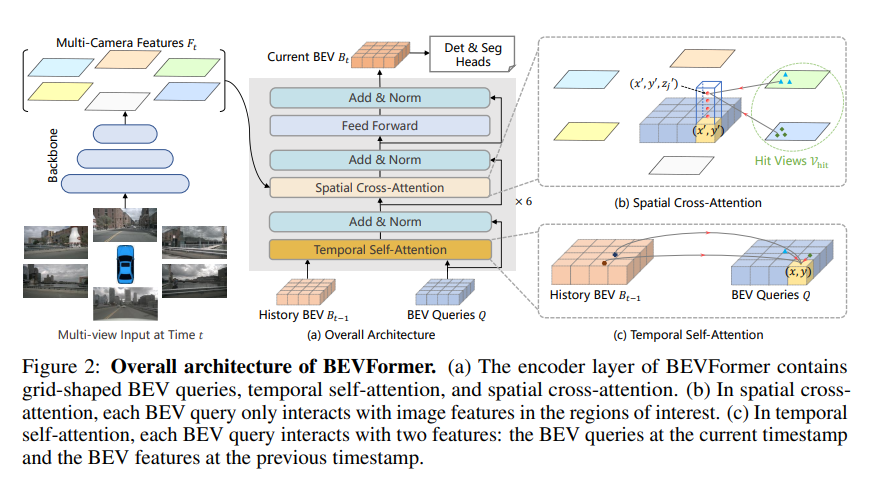 Multi-Camera Features Fₜ
Backbone
Multi-view Input at Time t
Current BEV Bₜ
Det & Seg
Heads
Add & Norm
Feed Forward
Add & Norm
Spatial Cross-Attention
Add & Norm
Temporal Self-Attention
× 6
History BEV Bₜ₋₁
BEV Queries Q
(a) Overall Architecture
(x′, y′, zⱼ′)
(x′, y′)
Hit Views 𝒱ₕᵢₜ
(b) Spatial Cross-Attention
(x, y)
History BEV Bₜ₋₁
BEV Queries Q
(c) Temporal Self-Attention
Figure 2: Overall architecture of BEVFormer. (a) The encoder layer of BEVFormer contains
grid-shaped BEV queries, temporal self-attention, and spatial cross-attention. (b) In spatial cross-
attention, each BEV query only interacts with image features in the regions of interest. (c) In temporal
self-attention, each BEV query interacts with two features: the BEV queries at the current timestamp
and the BEV features at the previous timestamp.